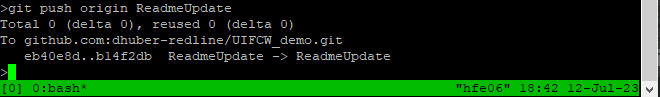 >git push origin ReadmeUpdate
Total 0 (delta 0), reused 0 (delta 0)
To github.com:dhuber-redline/UIFCW_demo.git
   eb40e8d..b14f2db  ReadmeUpdate -> ReadmeUpdate
>
[0] 0:bash* "hfe06" 18:42 12-Jul-23